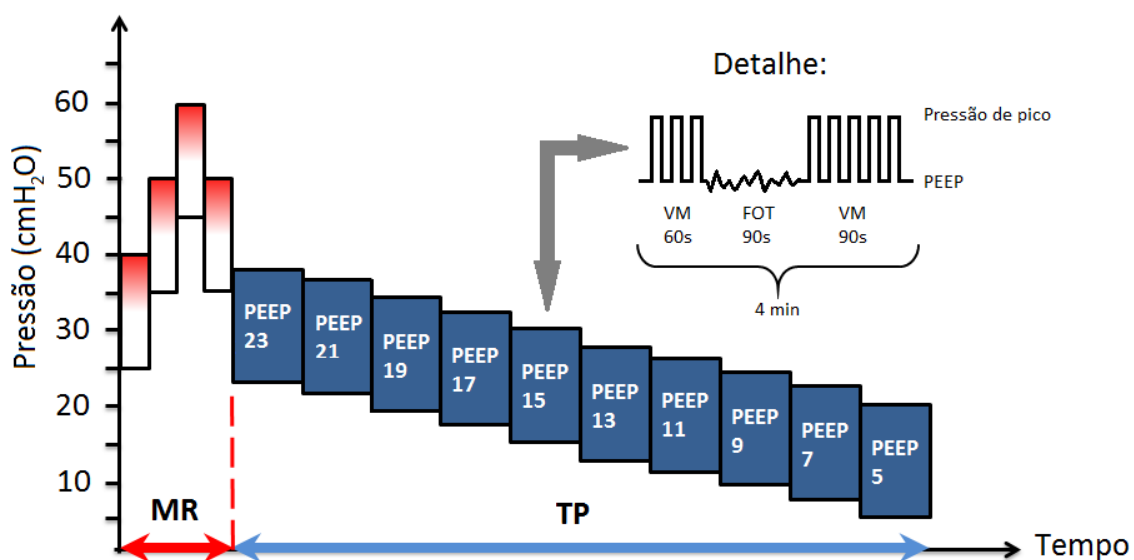 Pressão (cmH2O)
60
50
40
30
20
10
Detalhe:
Pressão de pico
PEEP
VM
60s
FOT
90s
VM
90s
4 min
PEEP
23
PEEP
21
PEEP
19
PEEP
17
PEEP
15
PEEP
13
PEEP
11
PEEP
9
PEEP
7
PEEP
5
MR
TP
Tempo